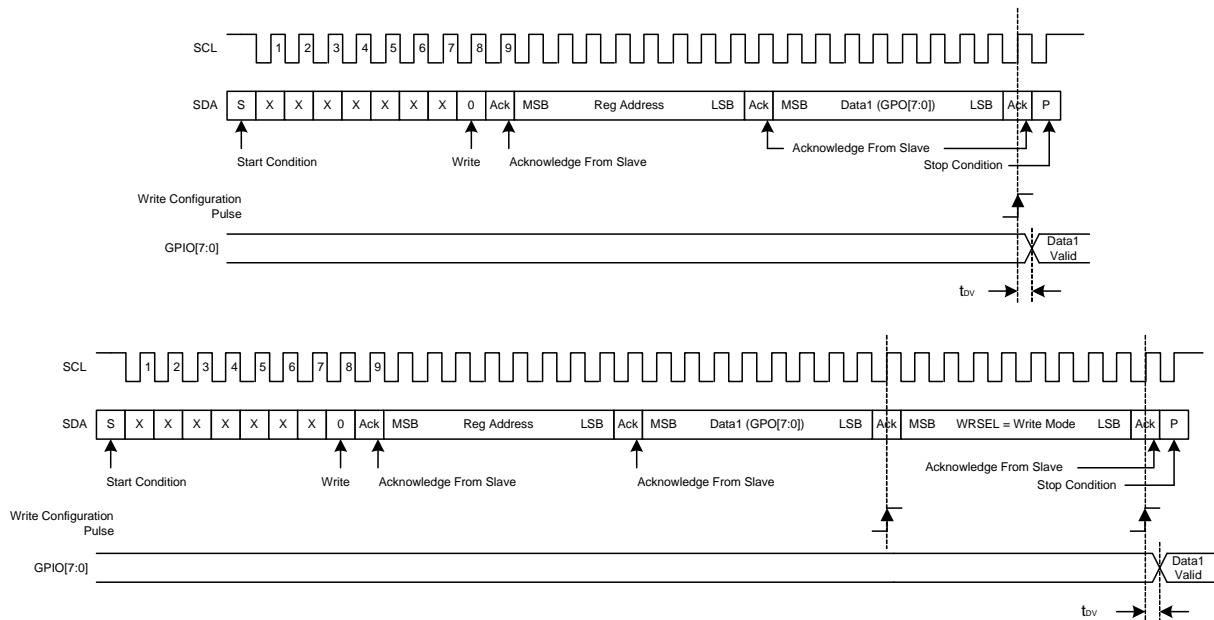 SCL 1 2 3 4 5 6 7 8 9
SDA S X X X X X X X 0 Ack MSB Reg Address LSB Ack MSB Data1 (GPO[7:0]) LSB Ack P
Start Condition Write Acknowledge From Slave Acknowledge From Slave
Stop Condition
Write Configuration
Pulse
GPIO[7:0] Data1
Valid
tDV
SCL 1 2 3 4 5 6 7 8 9
SDA S X X X X X X X 0 Ack MSB Reg Address LSB Ack MSB Data1 (GPO[7:0]) LSB Ack MSB WRSEL = Write Mode LSB Ack P
Acknowledge From Slave
Start Condition Write Acknowledge From Slave Acknowledge From Slave Stop Condition
Write Configuration
Pulse
GPIO[7:0] Data1
Valid
tDV